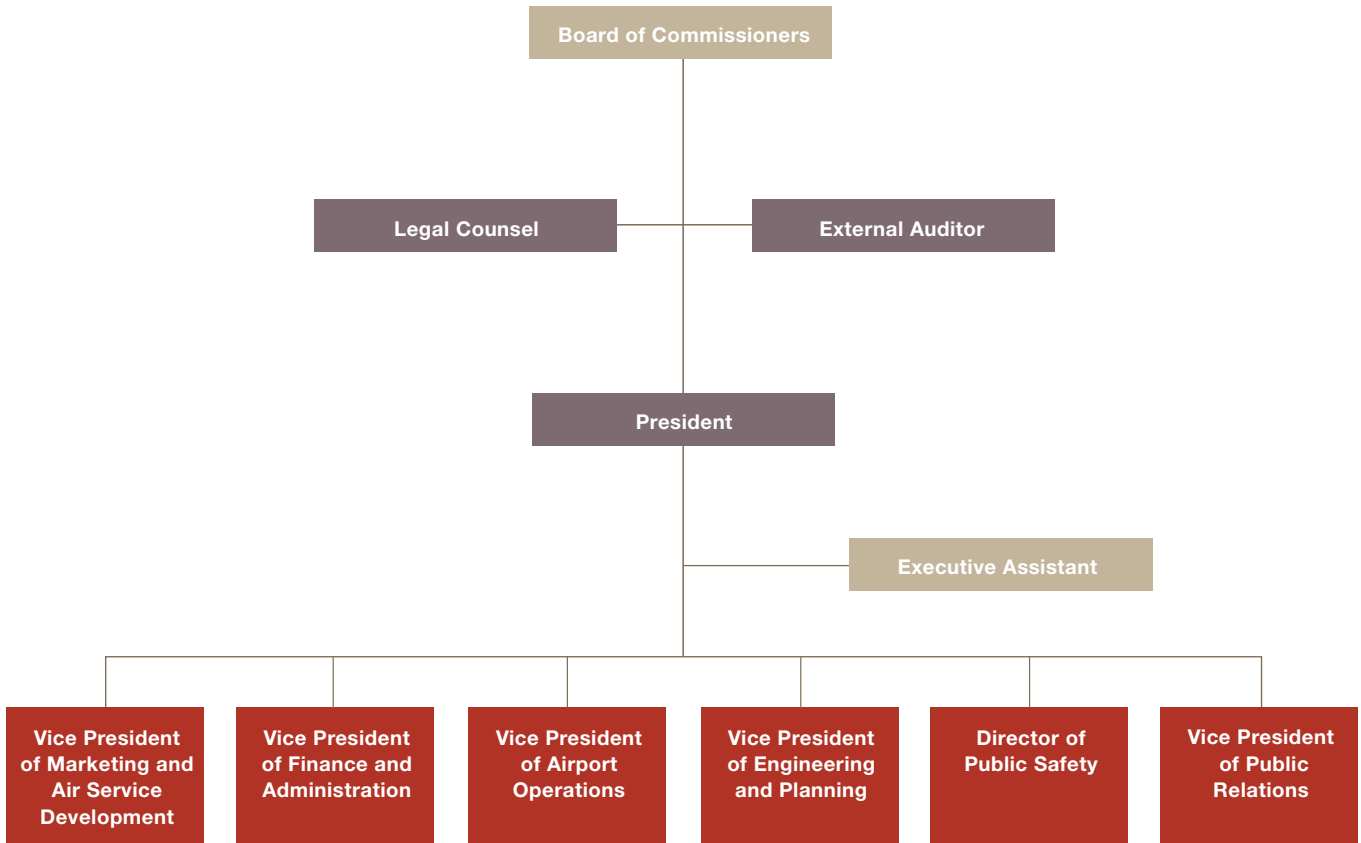 Board of Commissioners
Legal Counsel
External Auditor
President
Executive Assistant
Vice President
of Marketing and
Air Service
Development
Vice President
of Finance and
Administration
Vice President
of Airport
Operations
Vice President
of Engineering
and Planning
Director of
Public Safety
Vice President
of Public
Relations